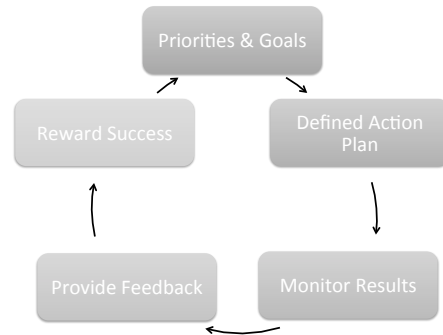 Priorities & Goals
Defined Action
Plan
Monitor Results
Provide Feedback
Reward Success